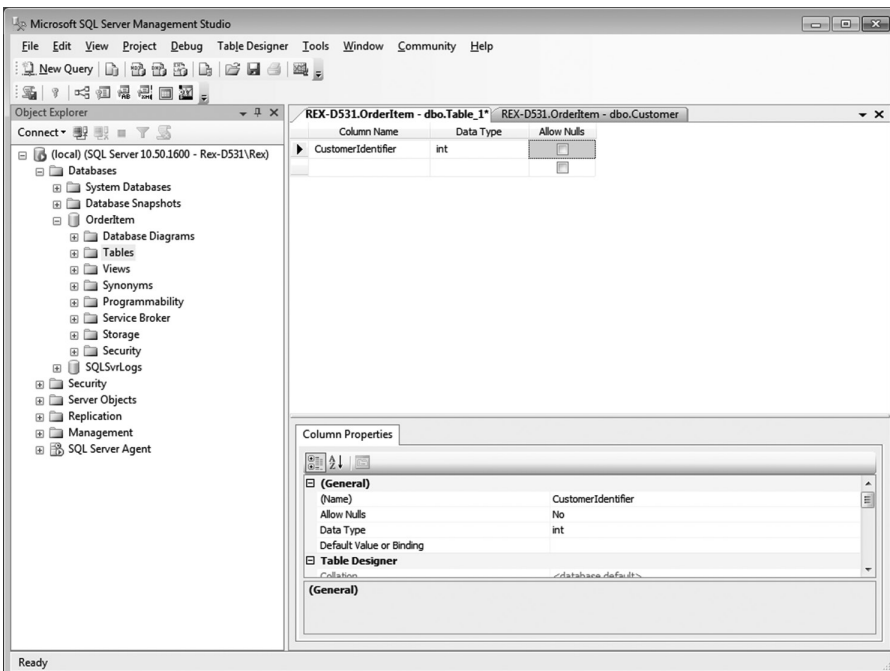 Microsoft SQL Server Management Studio
File Edit View Project Debug Table Designer Tools Window Community Help
New Query
Object Explorer
Connect
(local) (SQL Server 10.50.1600 - Rex-D531\Rex)
Databases
System Databases
Database Snapshots
OrderItem
Database Diagrams
Tables
Views
Synonyms
Programmability
Service Broker
Storage
Security
SQLSvrLogs
Security
Server Objects
Replication
Management
SQL Server Agent
REX-D531.OrderItem - dbo.Table_1* REX-D531.OrderItem - dbo.Customer
Column Name Data Type Allow Nulls
CustomerIdentifier int
Column Properties
(General)
(Name) CustomerIdentifier
Allow Nulls No
Data Type int
Default Value or Binding
Table Designer
Collation <database default>
(General)
Ready